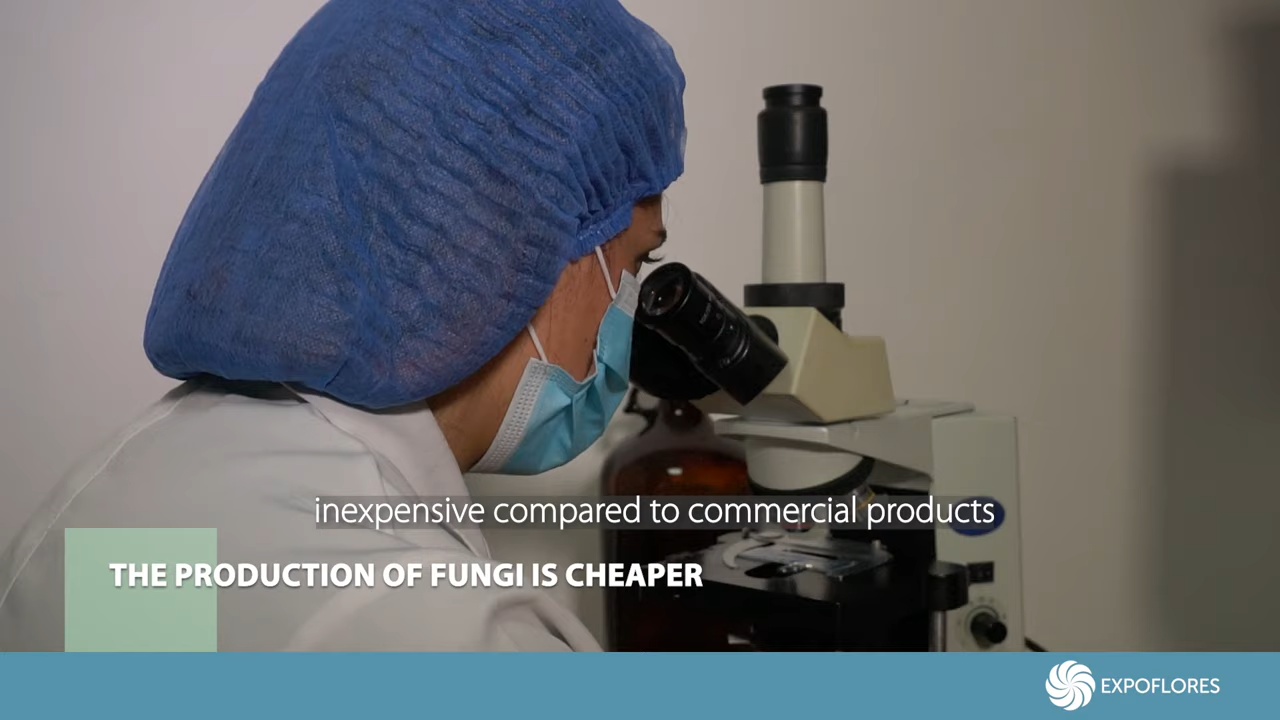 inexpensive compared to commercial products
THE PRODUCTION OF FUNGI IS CHEAPER
EXPOFLORES